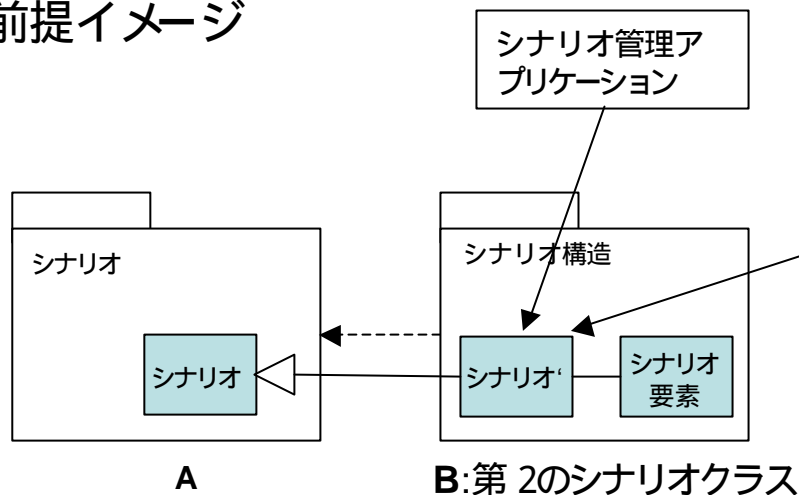 前提イメージ
シナリオ管理ア
プリケーション
シナリオ
シナリオ構造
シナリオ
シナリオ‘
シナリオ
要素
A
B:第 2のシナリオクラス